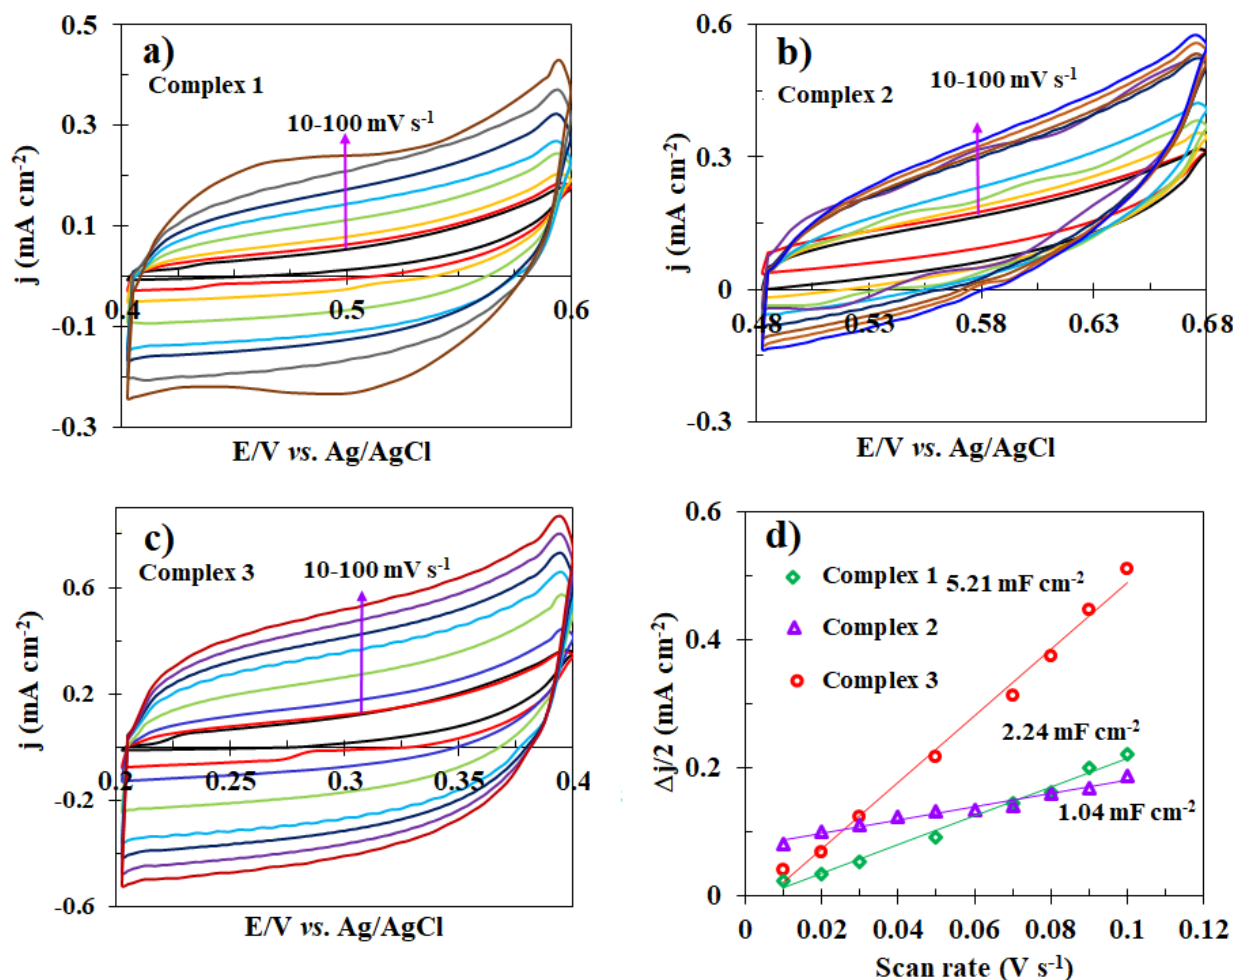 a)
Complex 1
10-100 mV s-1
0.5
0.3
0.1
-0.1
-0.3
0.4
0.5
0.6
j (mA cm-2)
E/V vs. Ag/AgCl
b)
Complex 2
10-100 mV s-1
0.6
0.3
0
-0.3
0.48
0.53
0.58
0.63
0.68
j (mA cm-2)
E/V vs. Ag/AgCl
c)
Complex 3
10-100 mV s-1
0.6
0.2
-0.2
-0.6
0.2
0.25
0.3
0.35
0.4
j (mA cm-2)
E/V vs. Ag/AgCl
d)
Complex 1
Complex 2
Complex 3
5.21 mF cm-2
2.24 mF cm-2
1.04 mF cm-2
0.6
0.4
0.2
0
0
0.02
0.04
0.06
0.08
0.1
0.12
Δj/2 (mA cm-2)
Scan rate (V s-1)